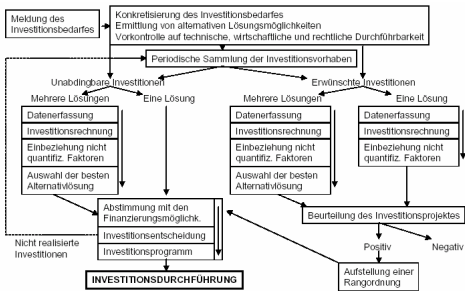 Meldung des
Investitionsbedarfes
Konkretisierung des Investitionsbedarfes
Ermittlung von alternativen Lösungsmöglichkeiten
Vorkontrolle auf technische, wirtschaftliche und rechtliche Durchführbarkeit
Periodische Sammlung der Investitionsvorhaben
Unabdingbare Investitionen
Erwünschte Investitionen
Mehrere Lösungen
Eine Lösung
Mehrere Lösungen
Eine Lösung
Datenerfassung
Investitionsrechnung
Einbeziehung nicht
quantifiz. Faktoren
Auswahl der besten
Alternativlösung
Datenerfassung
Investitionsrechnung
Einbeziehung nicht
quantifiz. Faktoren
Auswahl der besten
Alternativlösung
Datenerfassung
Investitionsrechnung
Einbeziehung nicht
quantifiz. Faktoren
Abstimmung mit den
Finanzierungsmöglichk.
Investitionsentscheidung
Investitionsprogramm
Beurteilung des Investitionsprojektes
Nicht realisierte
Investitionen
Positiv
Negativ
Aufstellung einer
Rangordnung
INVESTITIONSDURCHFÜHRUNG